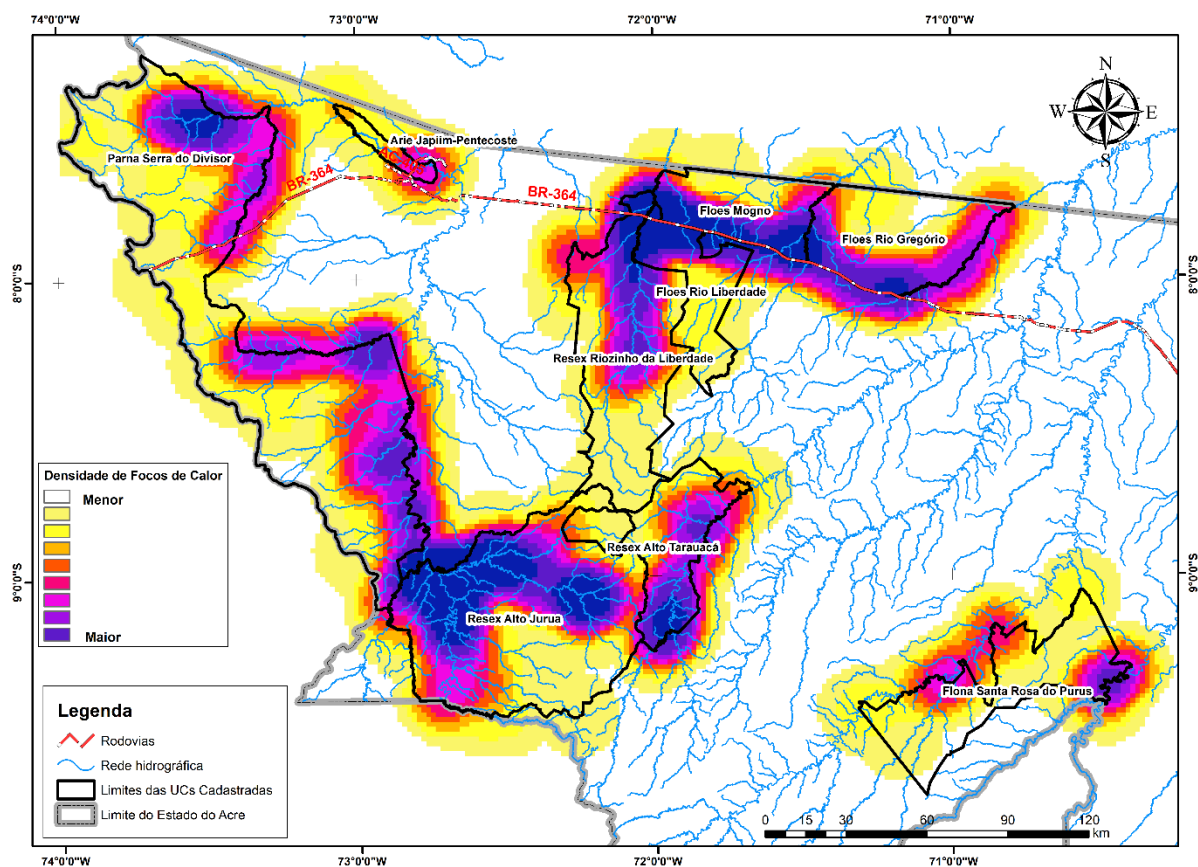 74°0'0"W
73°0'0"W
72°0'0"W
71°0'0"W
N
W
E
S
Arie Japiim-Pentecoste
Parna Serra do Divisor
BR-364
BR-364
Floes Mogno
Floes Rio Gregório
8°0'0"S
8°0'0"S
Floes Rio Liberdade
Resex Riozinho da Liberdade
Densidade de Focos de Calor
Menor
Maior
Resex Alto Tarauacá
9°0'0"S
9°0'0"S
Resex Alto Jurua
Flona Santa Rosa do Purus
Legenda
Rodovias
Rede hidrográfica
Limites das UCs Cadastradas
Limite do Estado do Acre
0 15 30 60 90 120
km
74°0'0"W
73°0'0"W
72°0'0"W
71°0'0"W